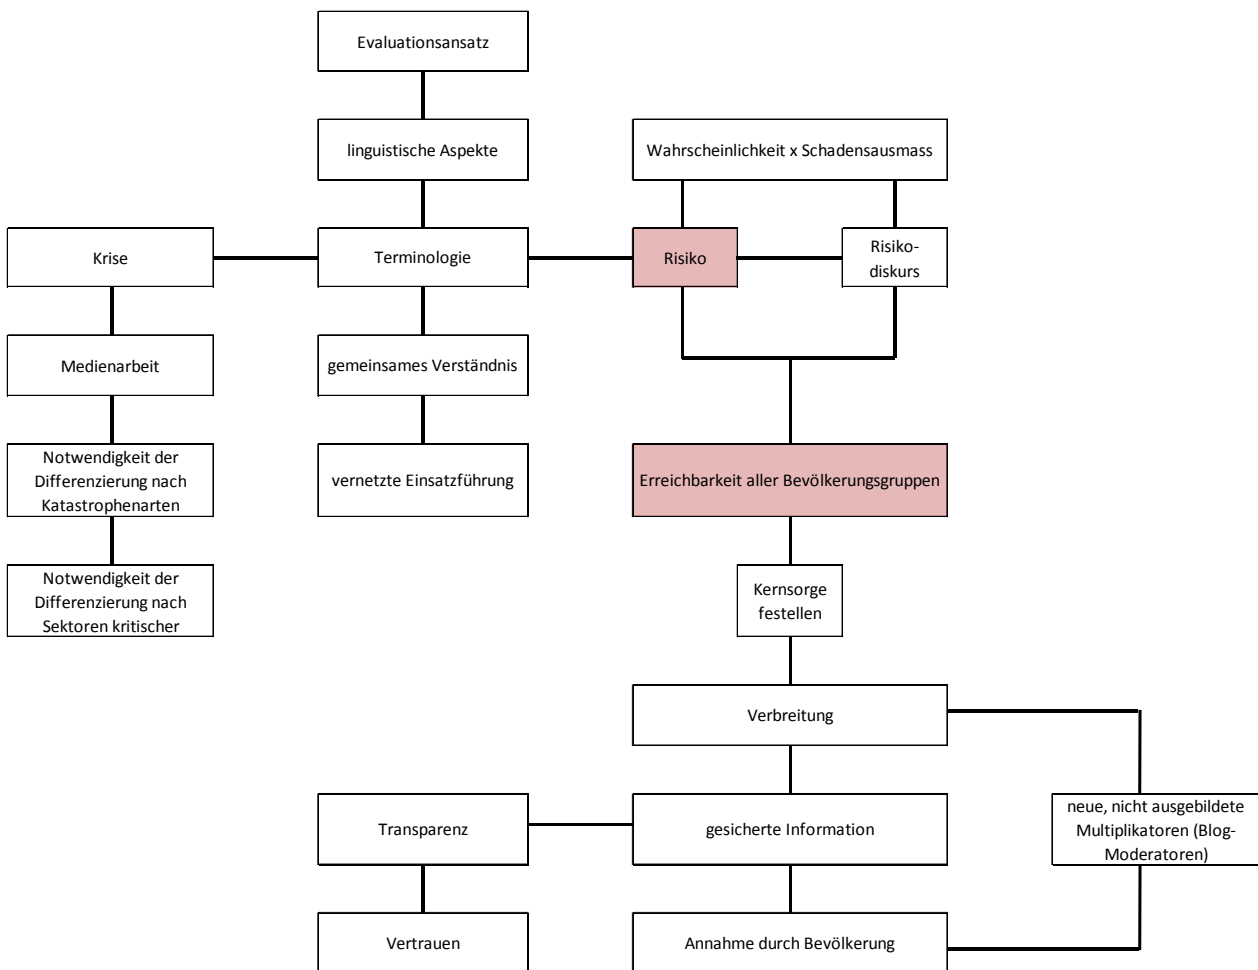 Evaluationsansatz
linguistische Aspekte
Wahrscheinlichkeit x Schadensausmass
Krise
Terminologie
Risiko
Risiko-
diskurs
Medienarbeit
gemeinsames Verständnis
Notwendigkeit der
Differenzierung nach
Katastrophenarten
vernetzte Einsatzführung
Erreichbarkeit aller Bevölkerungsgruppen
Notwendigkeit der
Differenzierung nach
Sektoren kritischer
Kernsorge
festellen
Verbreitung
Transparenz
gesicherte Information
neue, nicht ausgebildete
Multiplikatoren (Blog-
Moderatoren)
Vertrauen
Annahme durch Bevölkerung